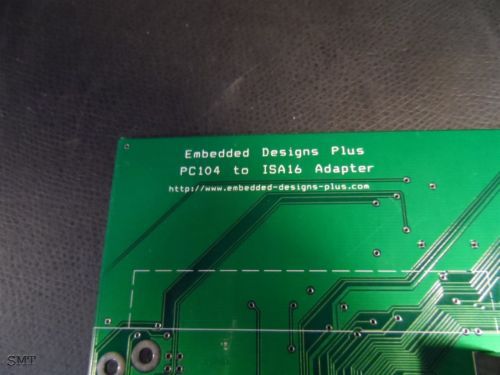 Embedded Designs Plus
PC104 to ISA16 Adapter
http://www.embedded-designs-plus.com
SMT